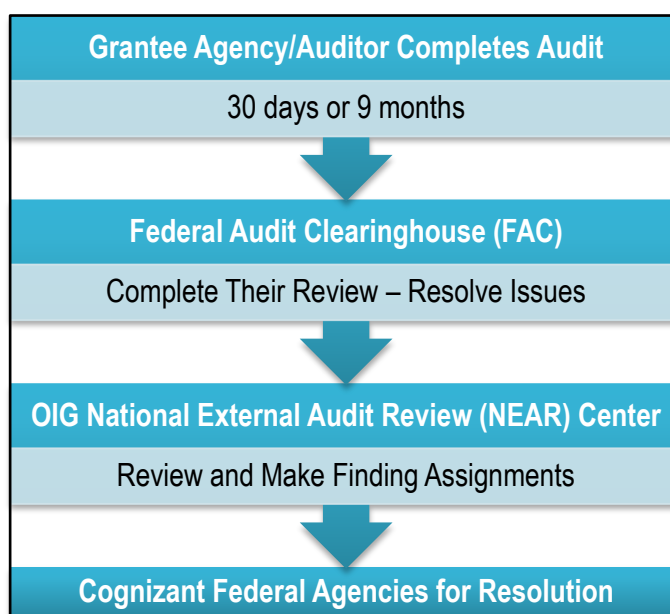 Grantee Agency/Auditor Completes Audit
30 days or 9 months
Federal Audit Clearinghouse (FAC)
Complete Their Review – Resolve Issues
OIG National External Audit Review (NEAR) Center
Review and Make Finding Assignments
Cognizant Federal Agencies for Resolution